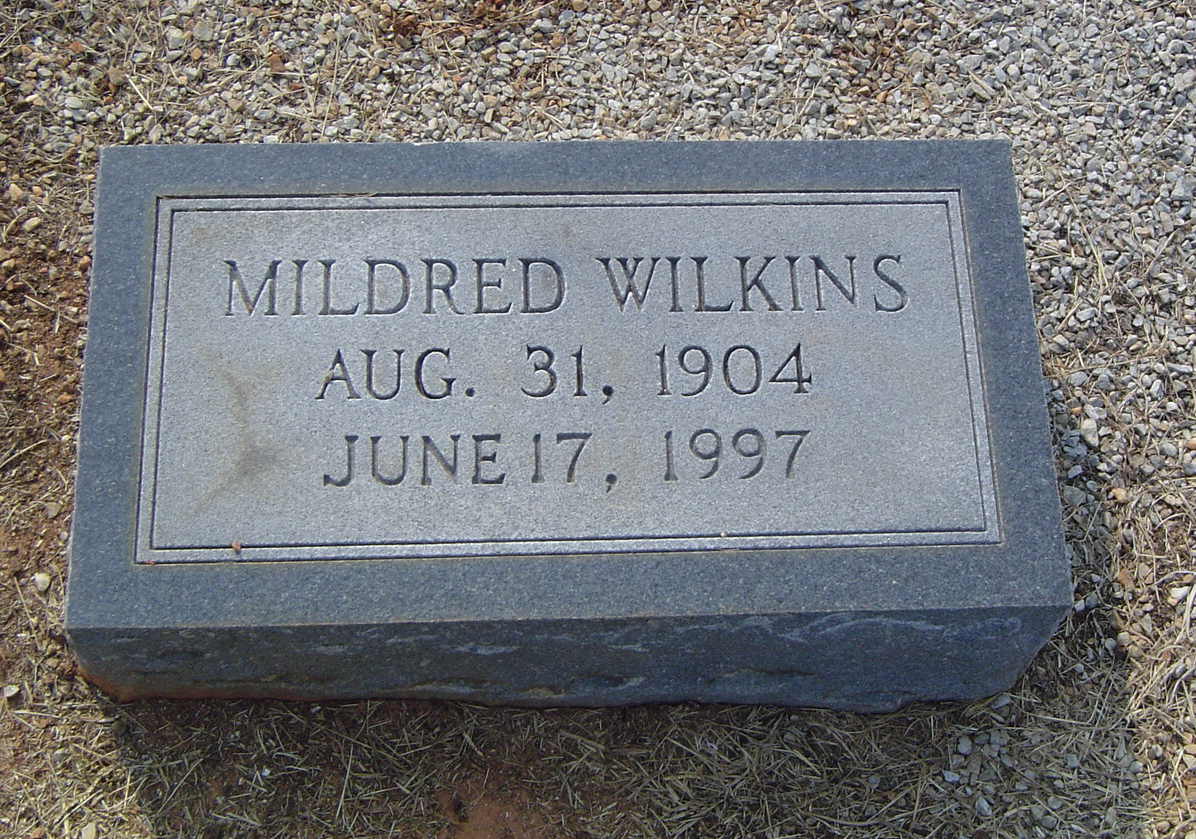 MILDRED WILKINS
AUG. 31, 1904
JUNE 17, 1997